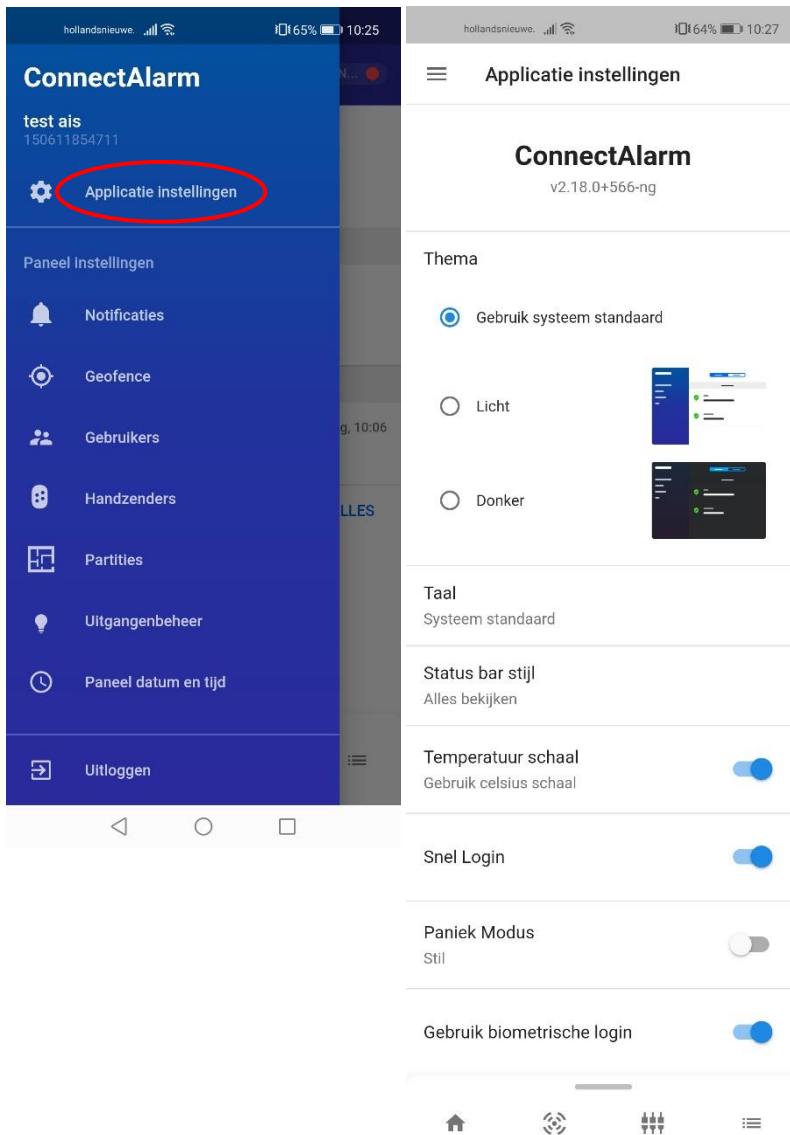 hollandsnieuwe. 65% 10:25
ConnectAlarm
N...
test ais
150611854711
Applicatie instellingen
Paneel instellingen
Notificaties
Geofence
Gebruikers
g, 10:06
Handzenders
LLES
Partities
Uitgangenbeheer
Paneel datum en tijd
Uitloggen
hollandsnieuwe. 64% 10:27
Applicatie instellingen
ConnectAlarm
v2.18.0+566-ng
Thema
Gebruik systeem standaard
Licht
Donker
Taal
Systeem standaard
Status bar stijl
Alles bekijken
Temperatuur schaal
Gebruik celsius schaal
Snel Login
Paniek Modus
Stil
Gebruik biometrische login